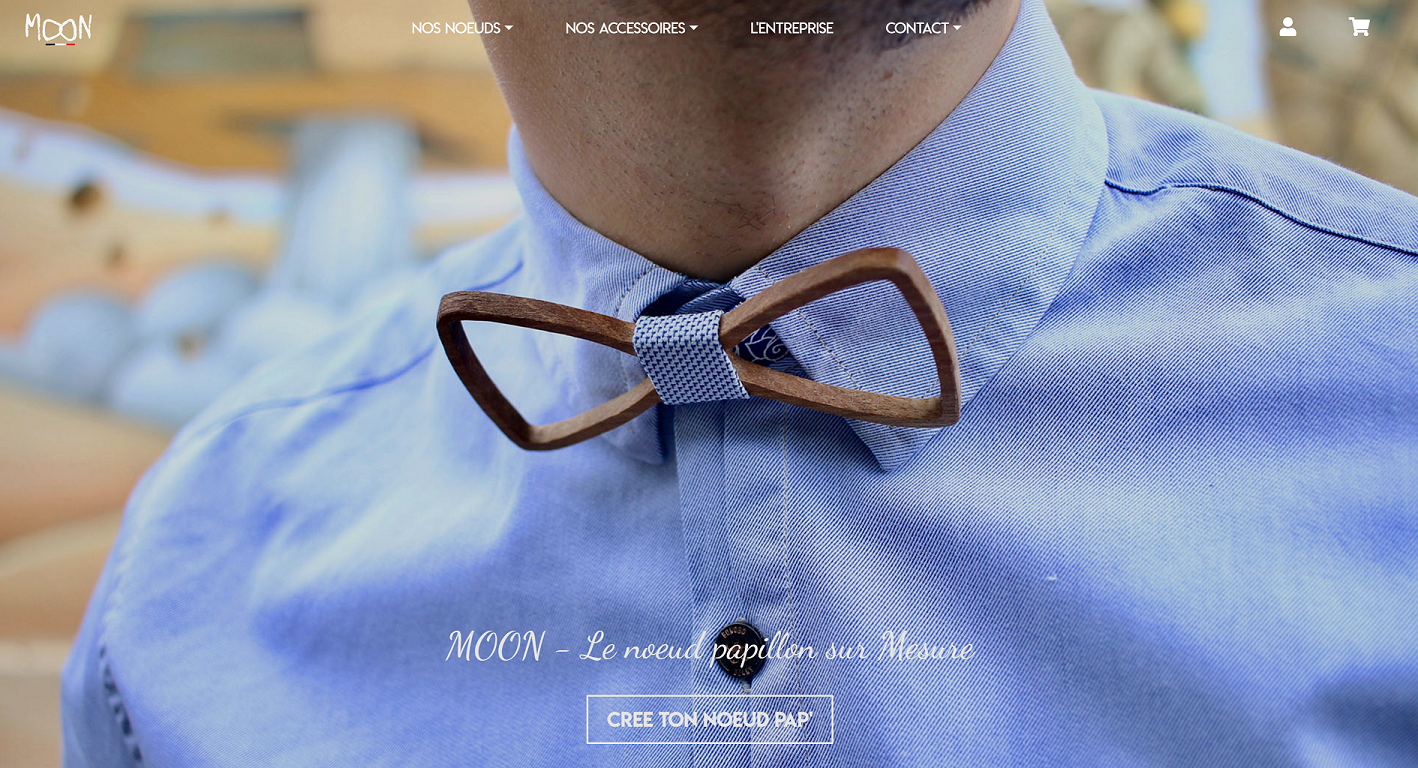 MOON
NOS NOEUDS
NOS ACCESSOIRES
L'ENTREPRISE
CONTACT
MOON - Le noeud papillon sur Mesure
CREE TON NOEUD PAP'